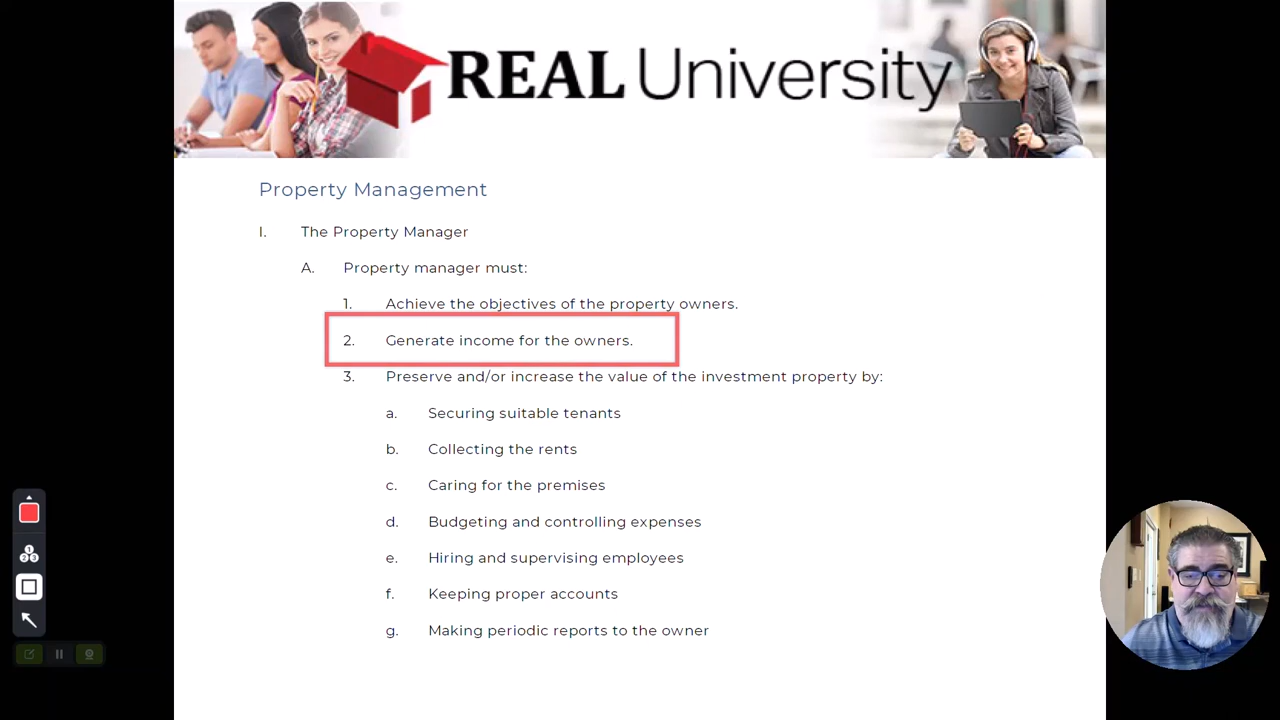 REAL University
Property Management
I. The Property Manager
A. Property manager must:
1. Achieve the objectives of the property owners.
2. Generate income for the owners.
3. Preserve and/or increase the value of the investment property by:
a. Securing suitable tenants
b. Collecting the rents
c. Caring for the premises
d. Budgeting and controlling expenses
e. Hiring and supervising employees
f. Keeping proper accounts
g. Making periodic reports to the owner